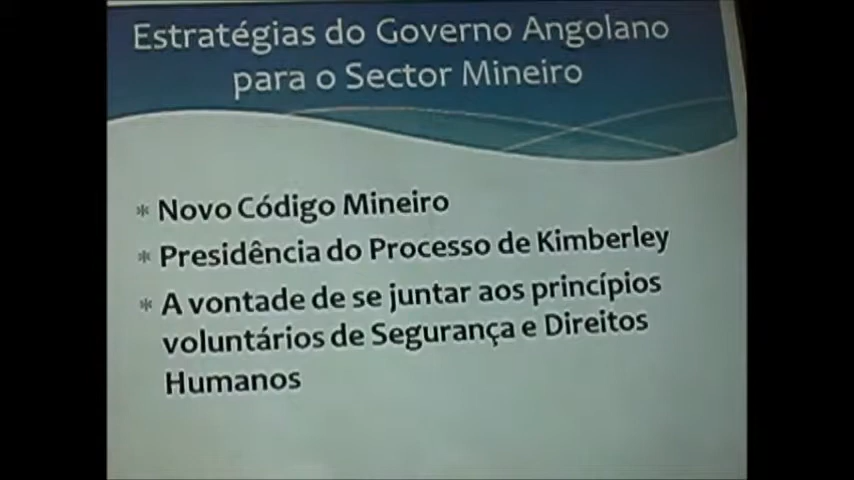 Estratégias do Governo Angolano
para o Sector Mineiro
* Novo Código Mineiro
* Presidência do Processo de Kimberley
* A vontade de se juntar aos princípios
voluntários de Segurança e Direitos
Humanos